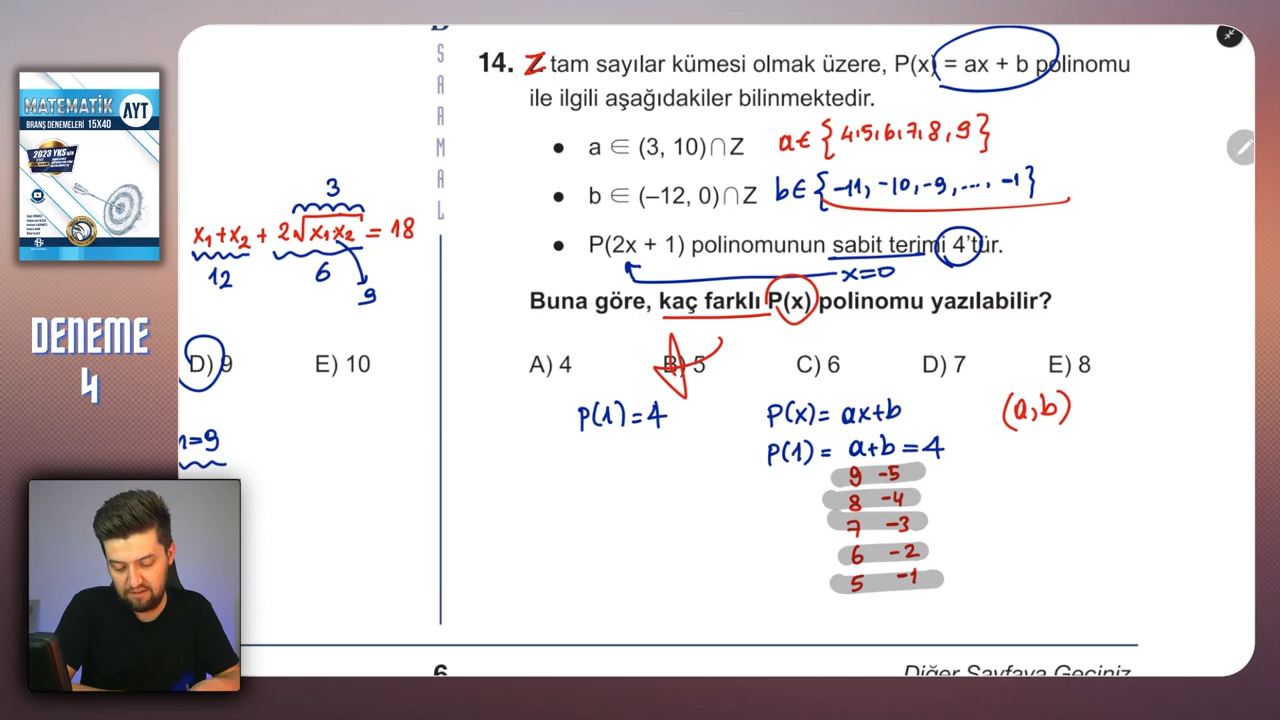 MATEMATİK AYT
BRANŞ DENEMELERİ 15X40
2023 YKS'NİN
DENEME
4
3
x₁+x₂ + 2√x₁x₂ = 18
12
6
9
D) 9
E) 10
n=9
S
A
R
M
A
L
14. Z tam sayılar kümesi olmak üzere, P(x) = ax + b polinomu
ile ilgili aşağıdakiler bilinmektedir.
• a ∈ (3, 10)∩Z a∈ {4,5,6,7,8,9}
• b ∈ (–12, 0)∩Z b∈ {-11, -10, -9, ..., -1}
• P(2x + 1) polinomunun sabit terimi 4'tür.
x=0
Buna göre, kaç farklı P(x) polinomu yazılabilir?
A) 4 B) 5 C) 6 D) 7 E) 8
P(1)=4
P(x)= ax+b
(a,b)
P(1)= a+b=4
9 -5
8 -4
7 -3
6 -2
5 -1
6
Diğer Sayfaya Geçiniz.